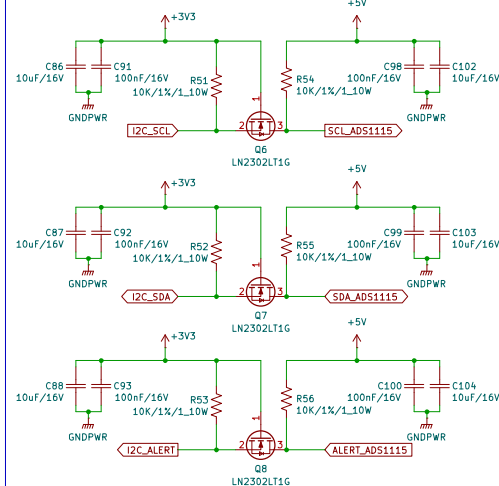 +3V3
+5V
C86
10uF/16V
C91
100nF/16V
R51
10K/1%/1_10W
R54
10K/1%/1_10W
C98
100nF/16V
C102
10uF/16V
GNDPWR
GNDPWR
1
I2C_SCL
2
3
SCL_ADS1115
Q6
LN2302LT1G
+3V3
+5V
C87
10uF/16V
C92
100nF/16V
R52
10K/1%/1_10W
R55
10K/1%/1_10W
C99
100nF/16V
C103
10uF/16V
GNDPWR
GNDPWR
1
I2C_SDA
2
3
SDA_ADS1115
Q7
LN2302LT1G
+3V3
+5V
C88
10uF/16V
C93
100nF/16V
R53
10K/1%/1_10W
R56
10K/1%/1_10W
C100
100nF/16V
C104
10uF/16V
GNDPWR
GNDPWR
1
I2C_ALERT
2
3
ALERT_ADS1115
Q8
LN2302LT1G